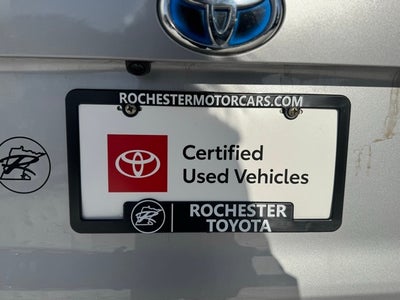 ROCHESTERMOTORCARS.COM
Certified
Used Vehicles
ROCHESTER
TOYOTA